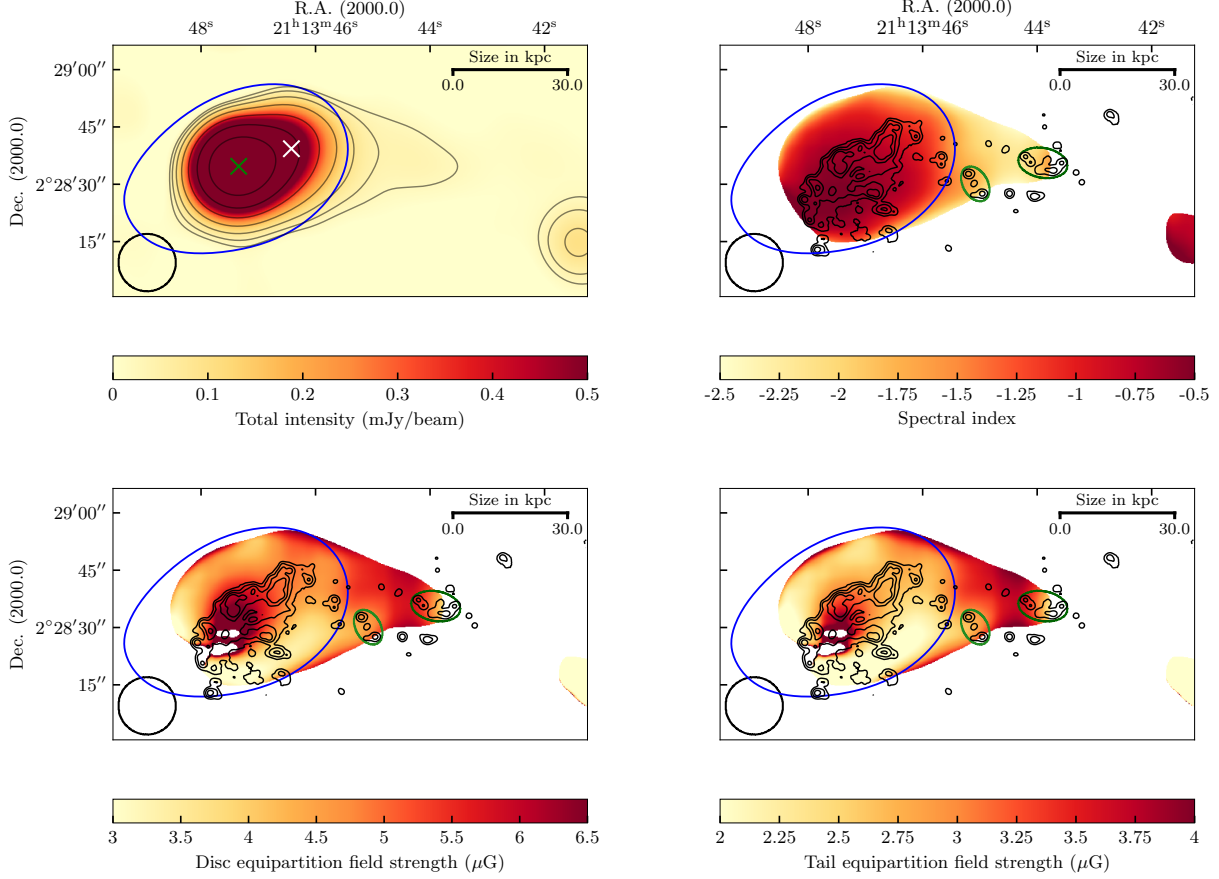 R.A. (2000.0)
R.A. (2000.0)
48ˢ 21ʰ13ᵐ46ˢ 44ˢ 42ˢ
48ˢ 21ʰ13ᵐ46ˢ 44ˢ 42ˢ
Dec. (2000.0)
29′00″
45″
2°28′30″
15″
Size in kpc
0.0 30.0
Size in kpc
0.0 30.0
0 0.1 0.2 0.3 0.4 0.5
Total intensity (mJy/beam)
-2.5 -2.25 -2 -1.75 -1.5 -1.25 -1 -0.75 -0.5
Spectral index
Dec. (2000.0)
29′00″
45″
2°28′30″
15″
Size in kpc
0.0 30.0
Size in kpc
0.0 30.0
3 3.5 4 4.5 5 5.5 6 6.5
Disc equipartition field strength (μG)
2 2.25 2.5 2.75 3 3.25 3.5 3.75 4
Tail equipartition field strength (μG)